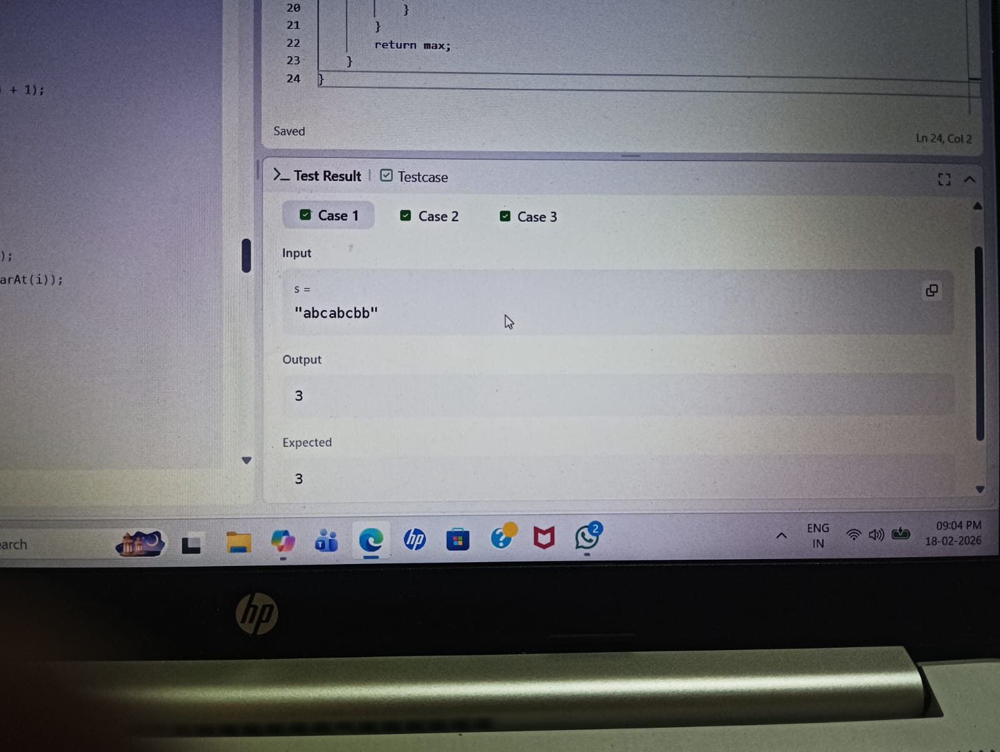 + 1);
);
arAt(i));
20 }
21 }
22 return max;
23 }
24 }
Saved
Ln 24, Col 2
>_ Test Result | Testcase
Case 1 Case 2 Case 3
Input
s =
"abcabcbb"
Output
3
Expected
3
earch
T
hp
?
2
ENG
IN
09:04 PM
18-02-2026
hp